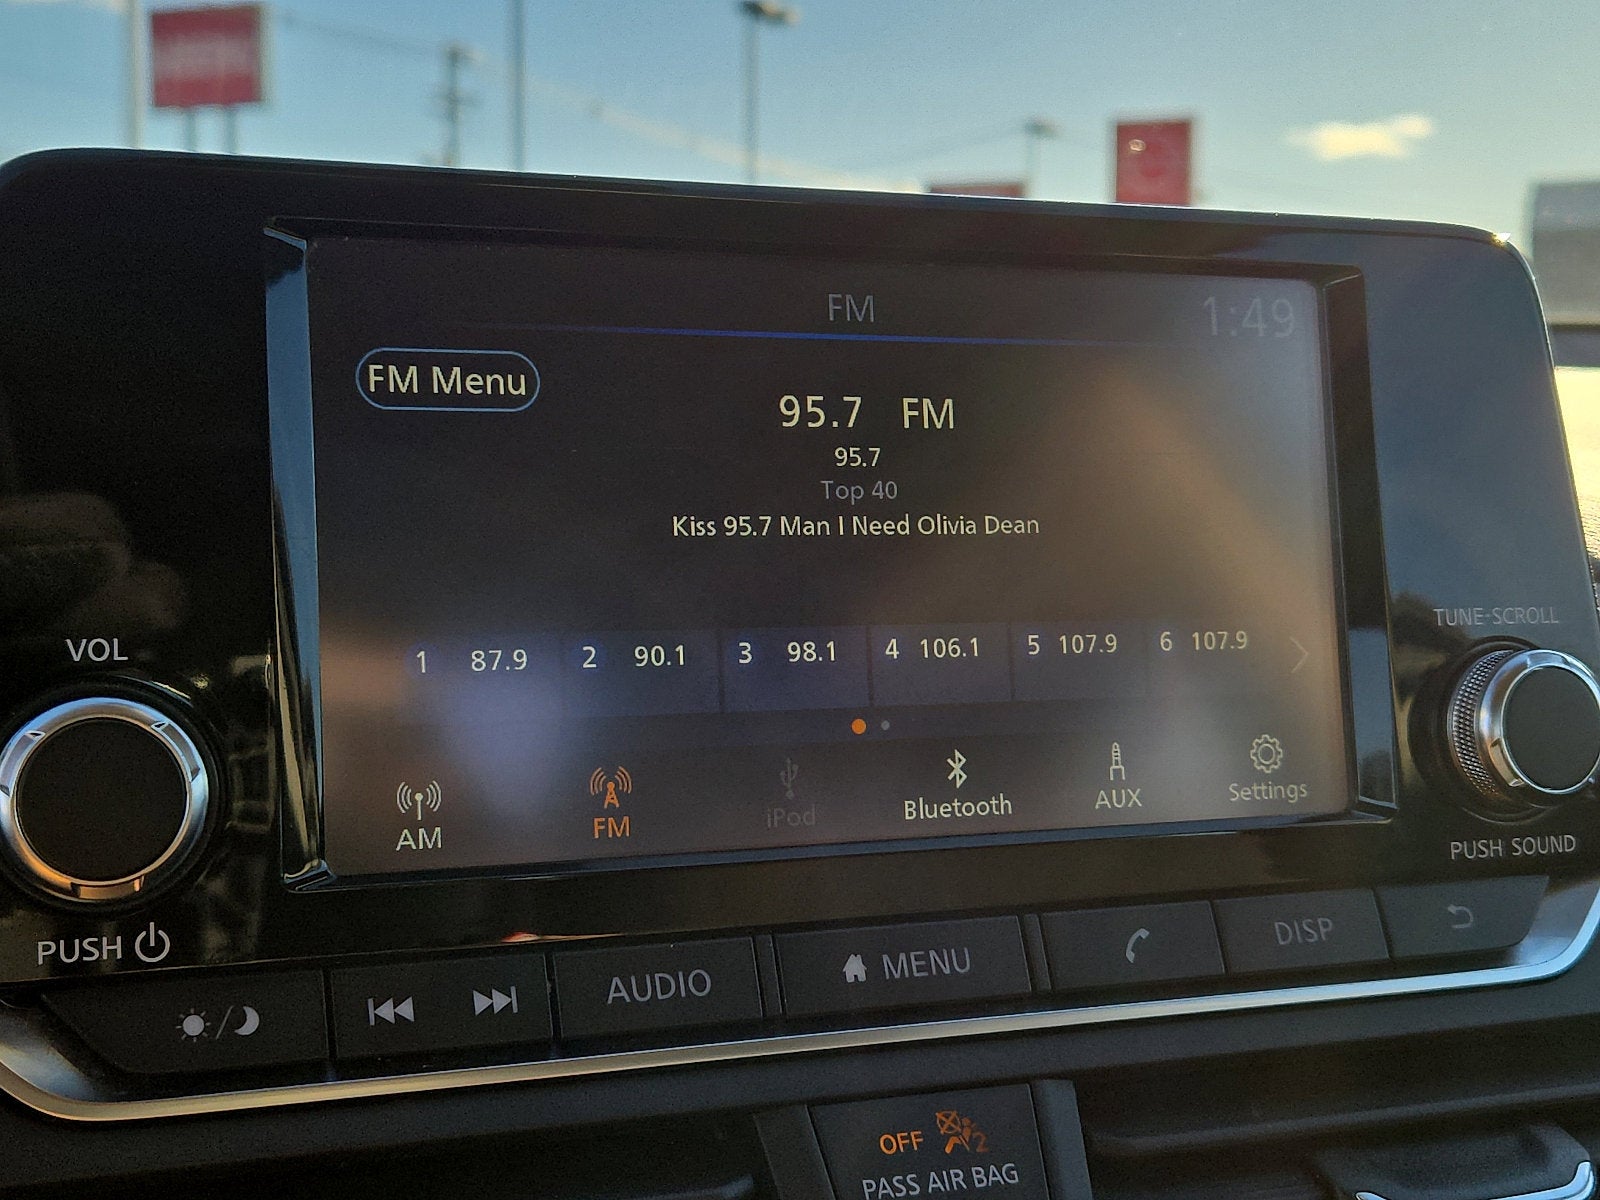 FM
1:49
FM Menu
95.7 FM
95.7
Top 40
Kiss 95.7 Man I Need Olivia Dean
1 87.9 2 90.1 3 98.1 4 106.1 5 107.9 6 107.9
AM FM iPod Bluetooth AUX Settings
VOL
PUSH
TUNE·SCROLL
PUSH SOUND
AUDIO MENU DISP
OFF 2
PASS AIR BAG